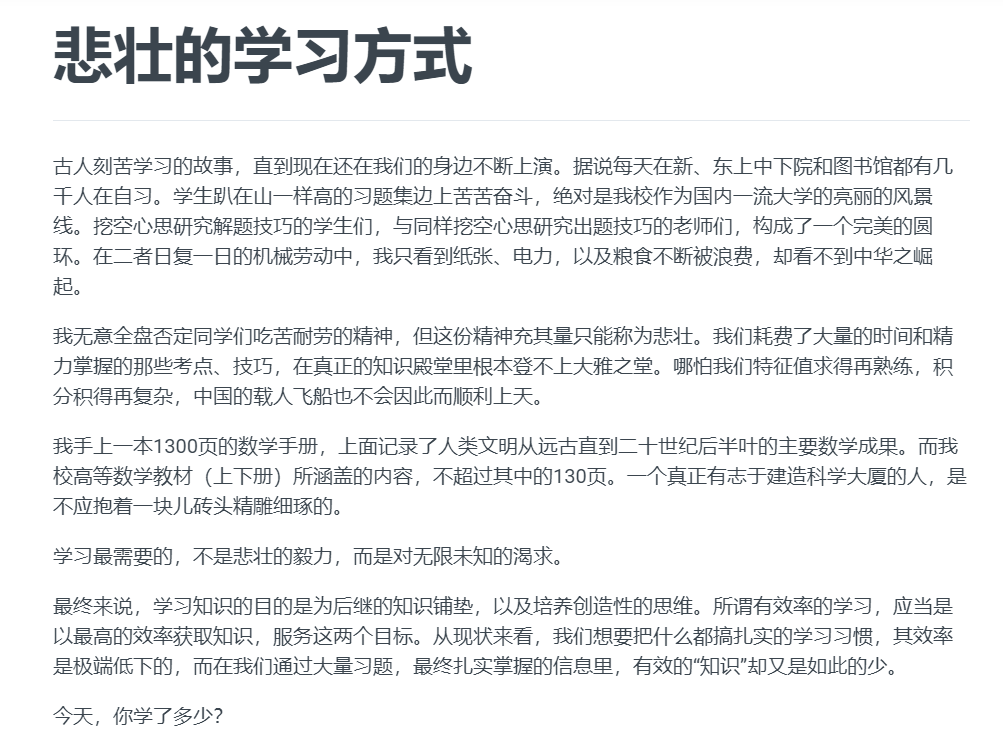 悲壮的学习方式
古人刻苦学习的故事，直到现在还在我们的身边不断上演。据说每天在新、东上中下院和图书馆都有几
千人在自习。学生趴在山一样高的习题集边上苦苦奋斗，绝对是我校作为国内一流大学的亮丽的风景
线。挖空心思研究解题技巧的学生们，与同样挖空心思研究出题技巧的老师们，构成了一个完美的圆
环。在二者日复一日的机械劳动中，我只看到纸张、电力，以及粮食不断被浪费，却看不到中华之崛
起。
我无意全盘否定同学们吃苦耐劳的精神，但这份精神充其量只能称为悲壮。我们耗费了大量的时间和精
力掌握的那些考点、技巧，在真正的知识殿堂里根本登不上大雅之堂。哪怕我们特征值求得再熟练，积
分积得再复杂，中国的载人飞船也不会因此而顺利上天。
我手上一本1300页的数学手册，上面记录了人类文明从远古直到二十世纪后半叶的主要数学成果。而我
校高等数学教材（上下册）所涵盖的内容，不超过其中的130页。一个真正有志于建造科学大厦的人，是
不应抱着一块儿砖头精雕细琢的。
学习最需要的，不是悲壮的毅力，而是对无限未知的渴求。
最终来说，学习知识的目的是为后继的知识铺垫，以及培养创造性的思维。所谓有效率的学习，应当是
以最高的效率获取知识，服务这两个目标。从现状来看，我们想要把什么都搞扎实的学习习惯，其效率
是极端低下的，而在我们通过大量习题，最终扎实掌握的信息里，有效的“知识”却又是如此的少。
今天，你学了多少？